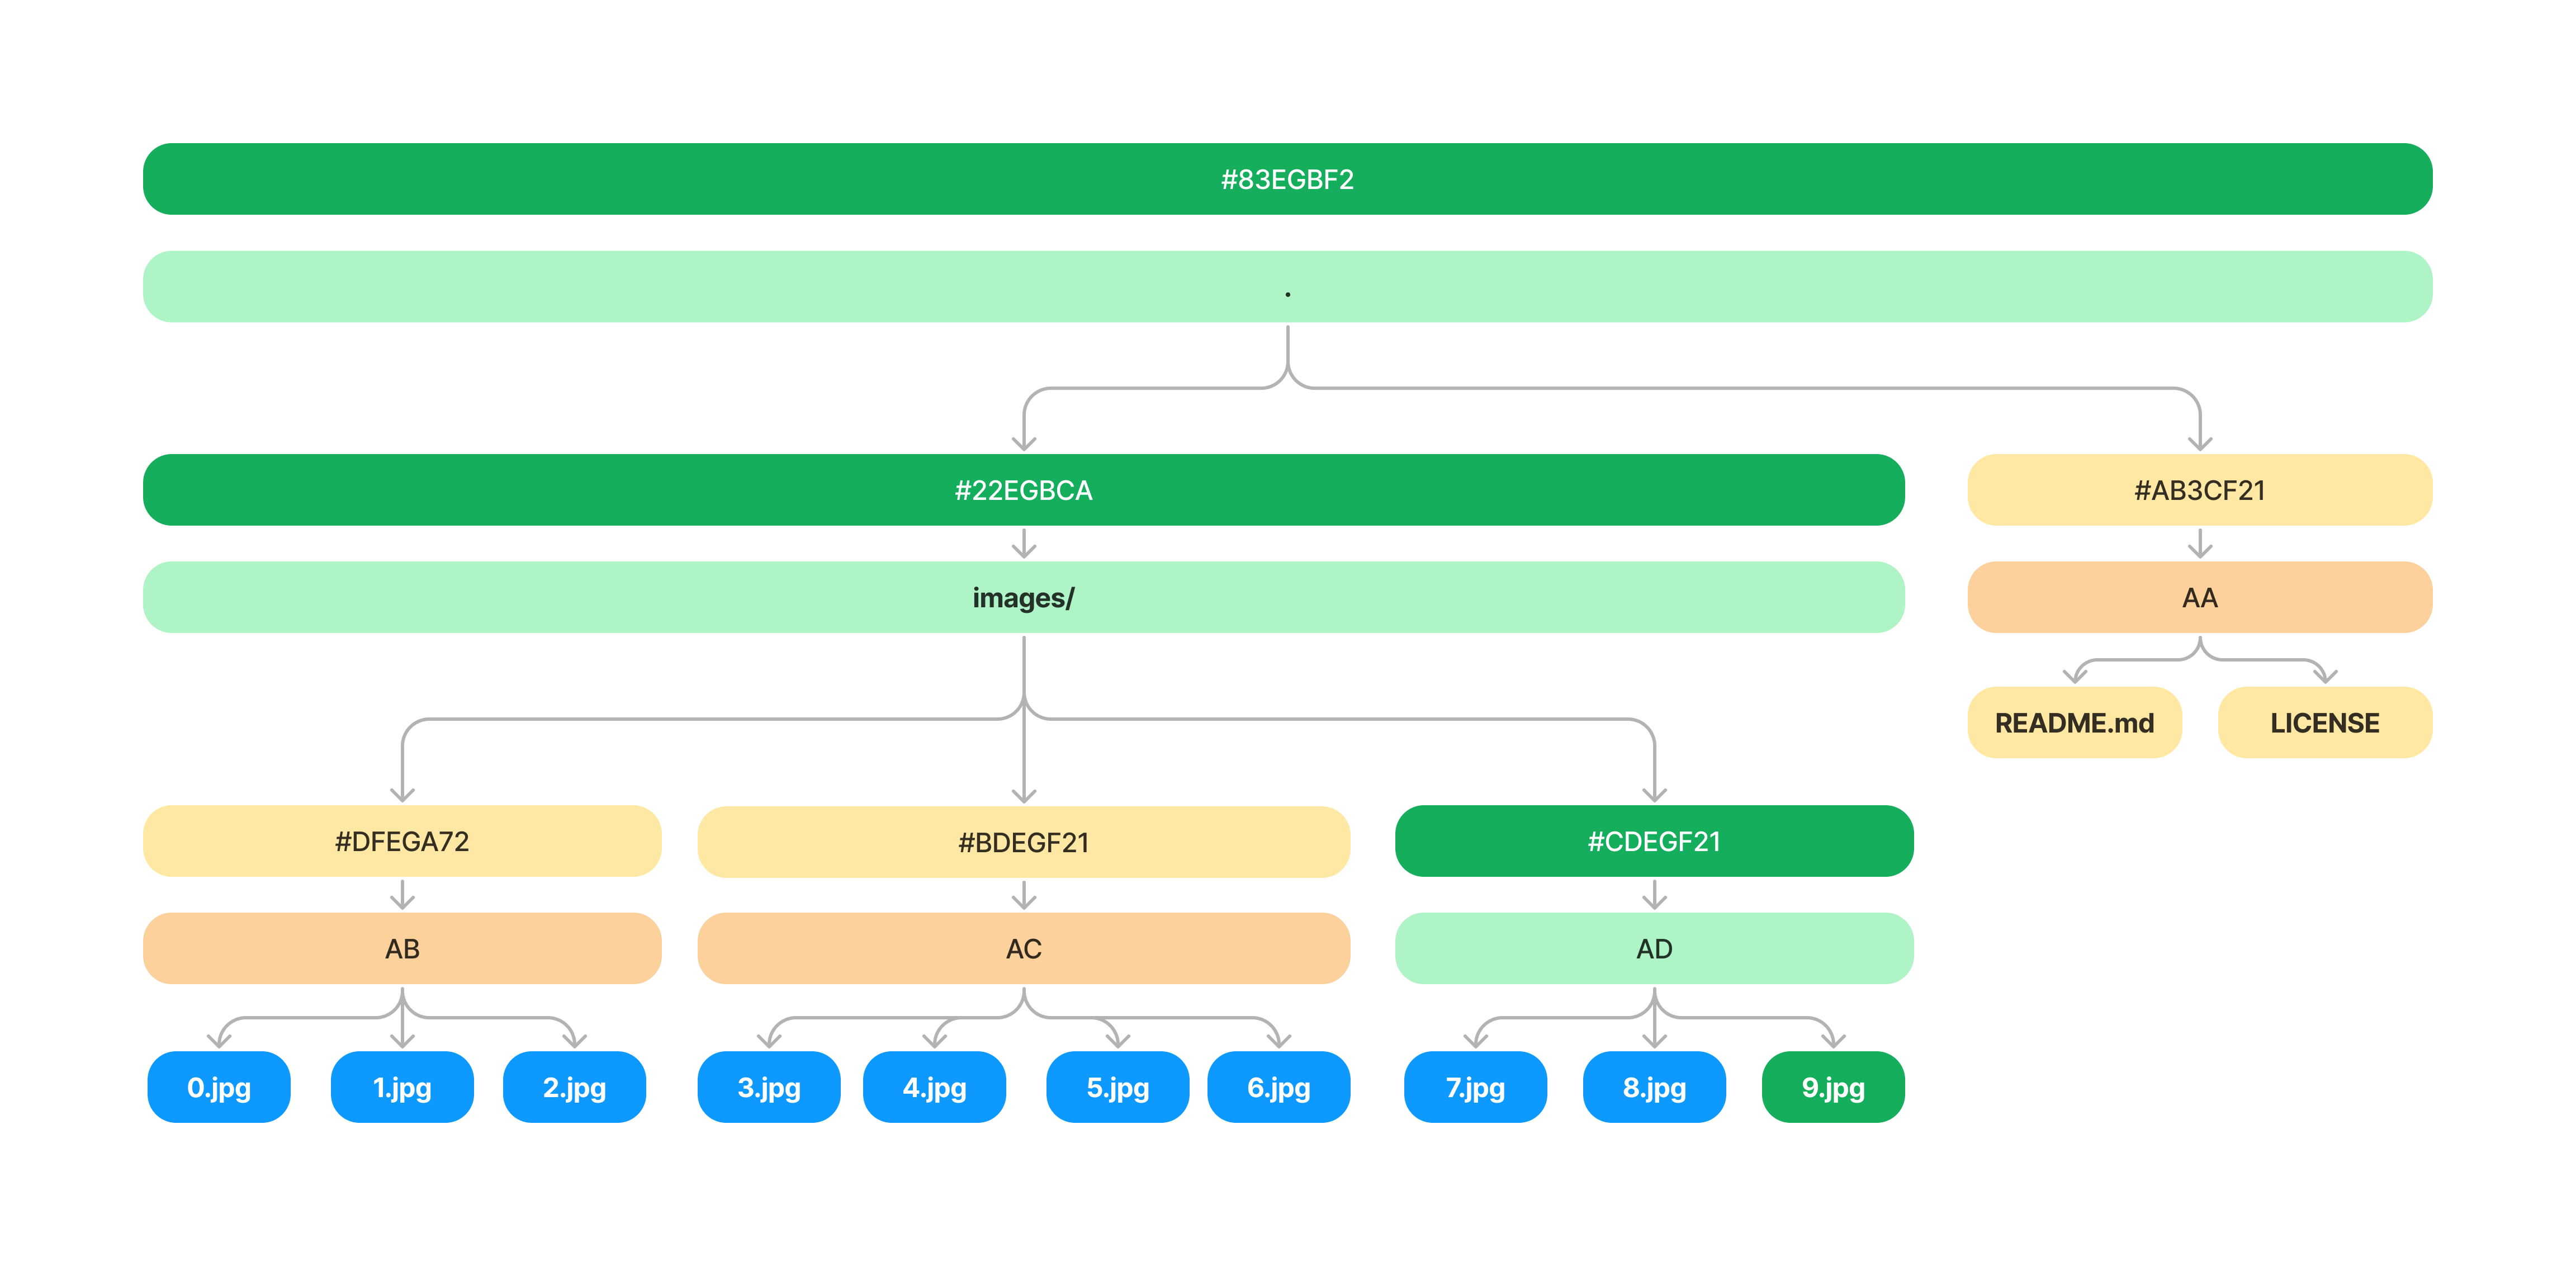 #83EGBF2
.
#22EGBCA
#AB3CF21
images/
AA
README.md
LICENSE
#DFEGA72
#BDEGF21
#CDEGF21
AB
AC
AD
0.jpg
1.jpg
2.jpg
3.jpg
4.jpg
5.jpg
6.jpg
7.jpg
8.jpg
9.jpg